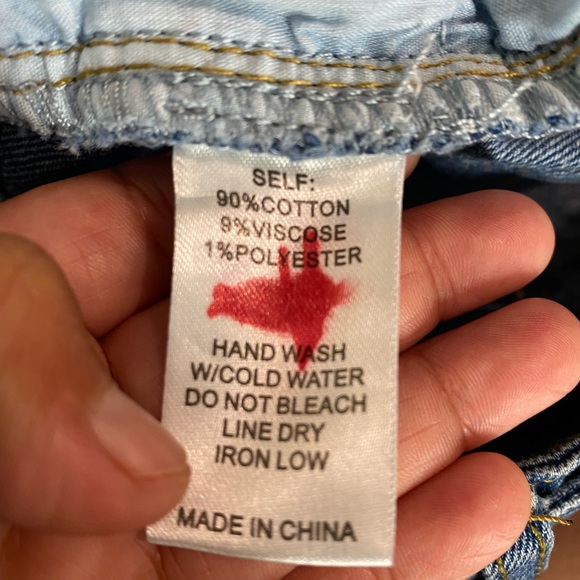 SELF:
90%COTTON
9%VISCOSE
1%POLYESTER
HAND WASH
W/COLD WATER
DO NOT BLEACH
LINE DRY
IRON LOW
MADE IN CHINA